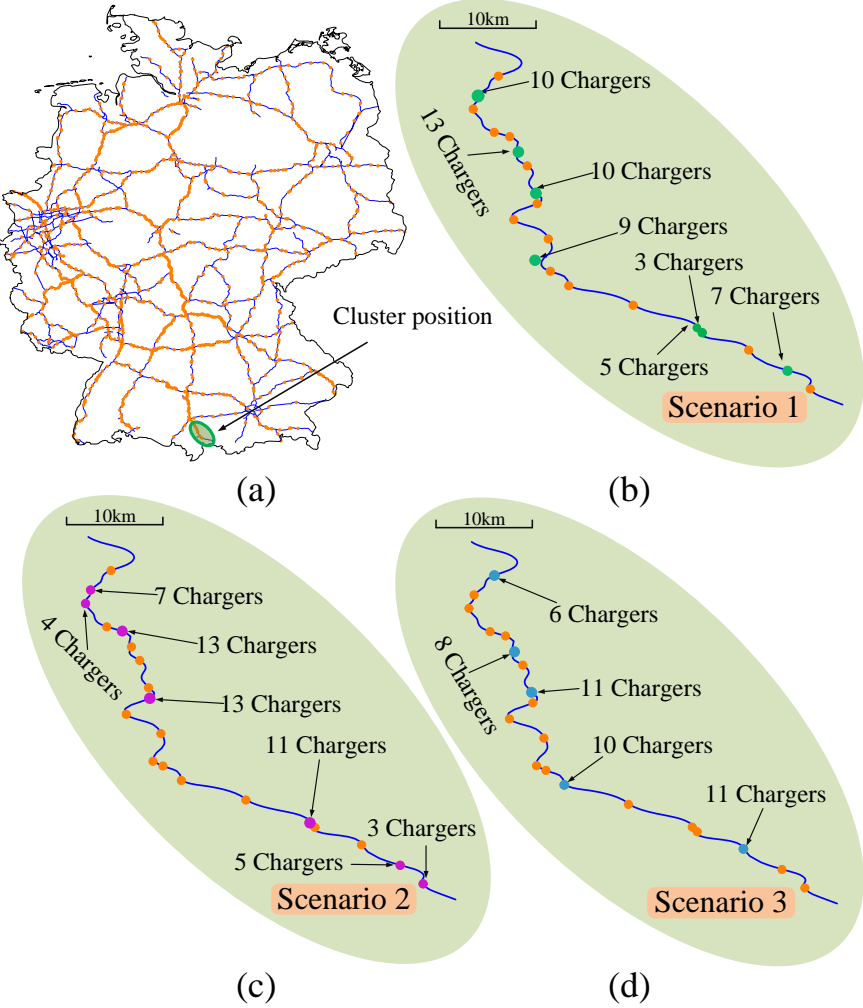 10km
10 Chargers
13 Chargers
10 Chargers
9 Chargers
3 Chargers
7 Chargers
5 Chargers
Scenario 1
Cluster position
(a)
(b)
10km
7 Chargers
4 Chargers
13 Chargers
13 Chargers
11 Chargers
3 Chargers
5 Chargers
Scenario 2
10km
6 Chargers
8 Chargers
11 Chargers
10 Chargers
11 Chargers
Scenario 3
(c)
(d)